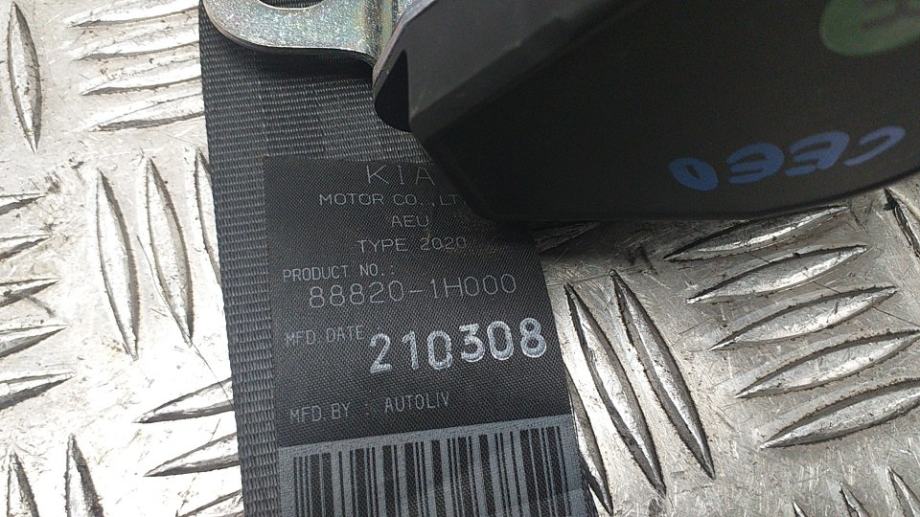 KIA
MOTOR CO.,LT
AEU
TYPE 2020
PRODUCT NO.:
88820-1H000
MFD. DATE 210308
MFD. BY : AUTOLIV
CEED